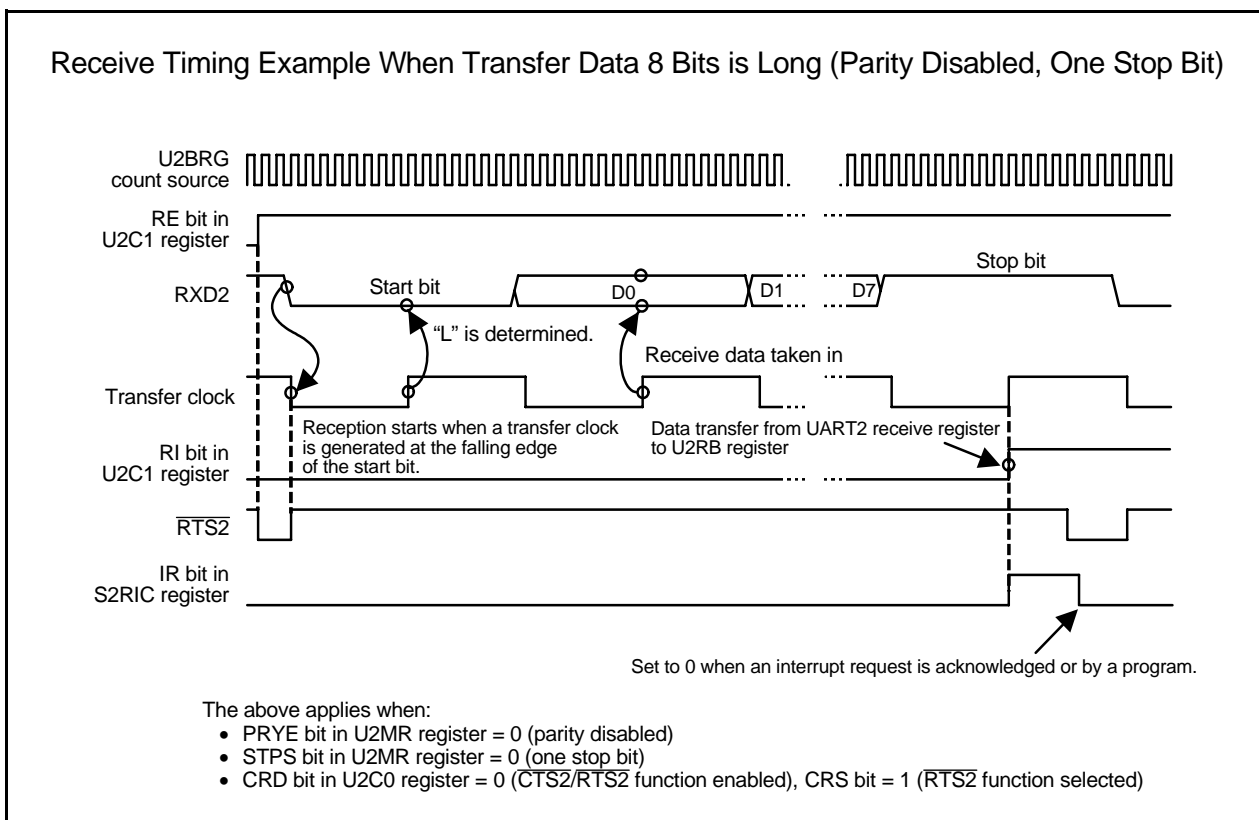 Receive Timing Example When Transfer Data 8 Bits is Long (Parity Disabled, One Stop Bit)
U2BRG
count source
RE bit in
U2C1 register
RXD2
Start bit
D0
D1
D7
Stop bit
“L” is determined.
Receive data taken in
Transfer clock
Reception starts when a transfer clock
is generated at the falling edge
of the start bit.
Data transfer from UART2 receive register
to U2RB register
RI bit in
U2C1 register
RTS2
IR bit in
S2RIC register
Set to 0 when an interrupt request is acknowledged or by a program.
The above applies when:
• PRYE bit in U2MR register = 0 (parity disabled)
• STPS bit in U2MR register = 0 (one stop bit)
• CRD bit in U2C0 register = 0 (CTS2/RTS2 function enabled), CRS bit = 1 (RTS2 function selected)